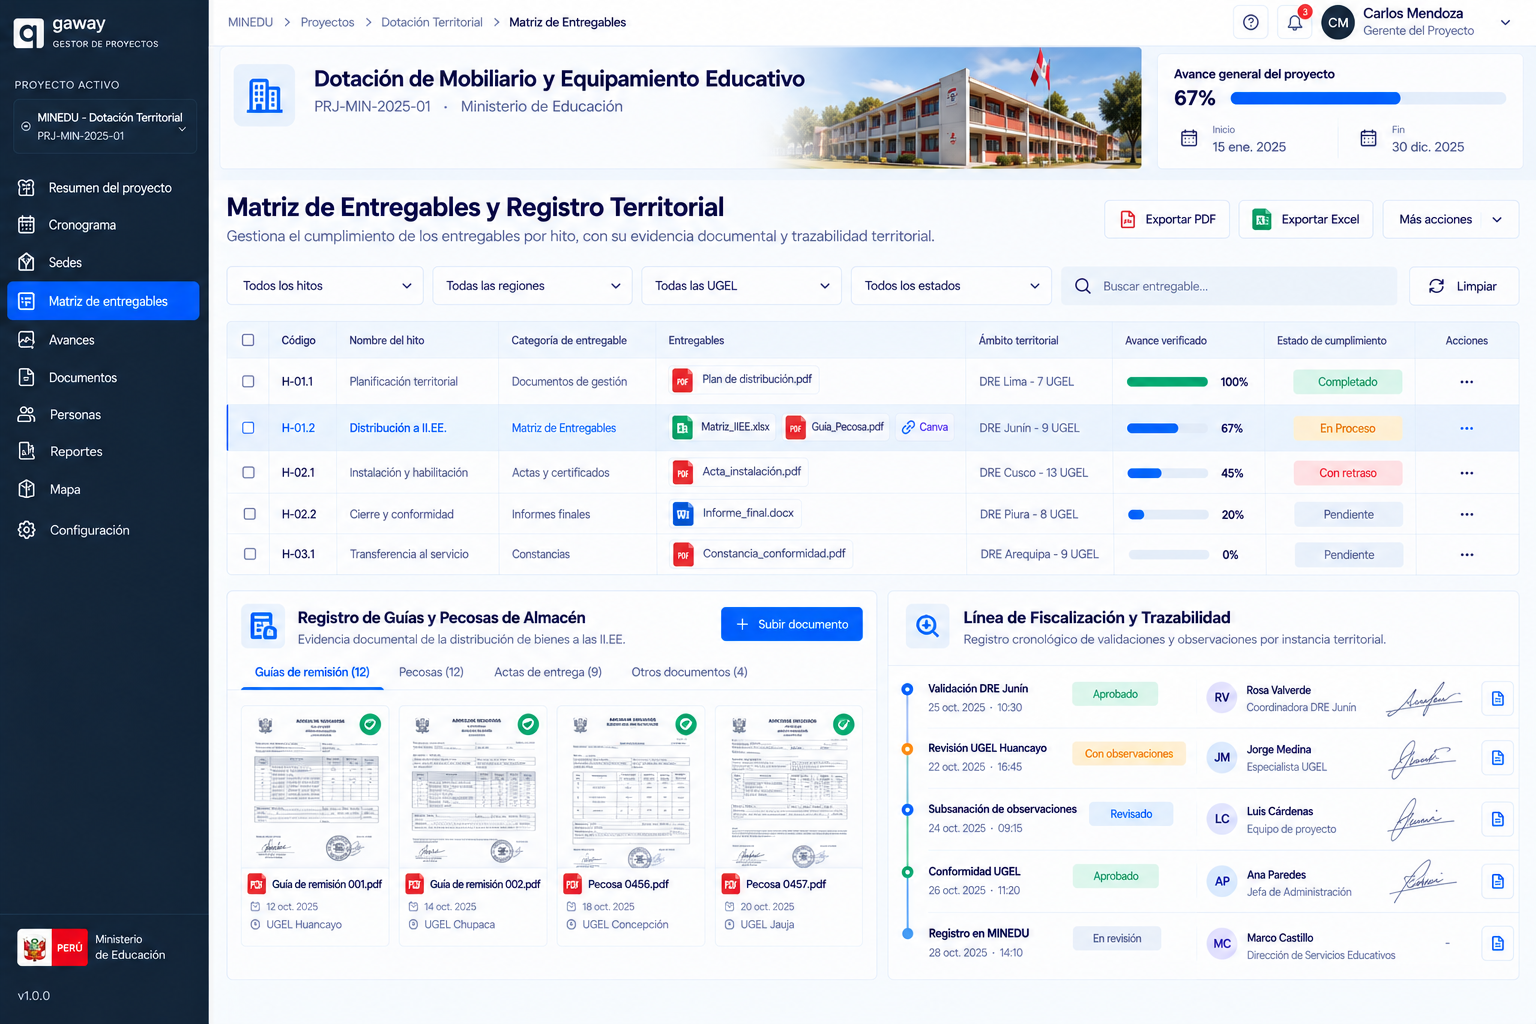 gaway
GESTOR DE PROYECTOS
PROYECTO ACTIVO
MINEDU - Dotación Territorial
PRJ-MIN-2025-01
Resumen del proyecto
Cronograma
Sedes
Matriz de entregables
Avances
Documentos
Personas
Reportes
Mapa
Configuración
PERÚ
Ministerio
de Educación
v1.0.0
MINEDU > Proyectos > Dotación Territorial > Matriz de Entregables
3
CM
Carlos Mendoza
Gerente del Proyecto
Dotación de Mobiliario y Equipamiento Educativo
PRJ-MIN-2025-01 · Ministerio de Educación
Avance general del proyecto
67%
Inicio
15 ene. 2025
Fin
30 dic. 2025
Matriz de Entregables y Registro Territorial
Gestiona el cumplimiento de los entregables por hito, con su evidencia documental y trazabilidad territorial.
Exportar PDF
Exportar Excel
Más acciones
Todos los hitos
Todas las regiones
Todas las UGEL
Todos los estados
Buscar entregable...
Limpiar
Código Nombre del hito Categoría de entregable Entregables Ámbito territorial Avance verificado Estado de cumplimiento Acciones
H-01.1 Planificación territorial Documentos de gestión PDF Plan de distribución.pdf DRE Lima - 7 UGEL 100% Completado
H-01.2 Distribución a II.EE. Matriz de Entregables Matriz_IIEE.xlsx PDF Guía_Pecosa.pdf Canva DRE Junín - 9 UGEL 67% En Proceso
H-02.1 Instalación y habilitación Actas y certificados PDF Acta_instalación.pdf DRE Cusco - 13 UGEL 45% Con retraso
H-02.2 Cierre y conformidad Informes finales Informe_final.docx DRE Piura - 8 UGEL 20% Pendiente
H-03.1 Transferencia al servicio Constancias PDF Constancia_conformidad.pdf DRE Arequipa - 9 UGEL 0% Pendiente
Registro de Guías y Pecosas de Almacén
Evidencia documental de la distribución de bienes a las II.EE.
+ Subir documento
Guías de remisión (12)
Pecosas (12)
Actas de entrega (9)
Otros documentos (4)
Guía de remisión 001.pdf
12 oct. 2025
UGEL Huancayo
Guía de remisión 002.pdf
14 oct. 2025
UGEL Chupaca
Pecosa 0456.pdf
18 oct. 2025
UGEL Concepción
Pecosa 0457.pdf
20 oct. 2025
UGEL Jauja
Línea de Fiscalización y Trazabilidad
Registro cronológico de validaciones y observaciones por instancia territorial.
Validación DRE Junín
25 oct. 2025 · 10:30
Aprobado
RV
Rosa Valverde
Coordinadora DRE Junín
Revisión UGEL Huancayo
22 oct. 2025 · 16:45
Con observaciones
JM
Jorge Medina
Especialista UGEL
Subsanación de observaciones
24 oct. 2025 · 09:15
Revisado
LC
Luis Cárdenas
Equipo de proyecto
Conformidad UGEL
26 oct. 2025 · 11:20
Aprobado
AP
Ana Paredes
Jefa de Administración
Registro en MINEDU
28 oct. 2025 · 14:10
En revisión
MC
Marco Castillo
Dirección de Servicios Educativos
-